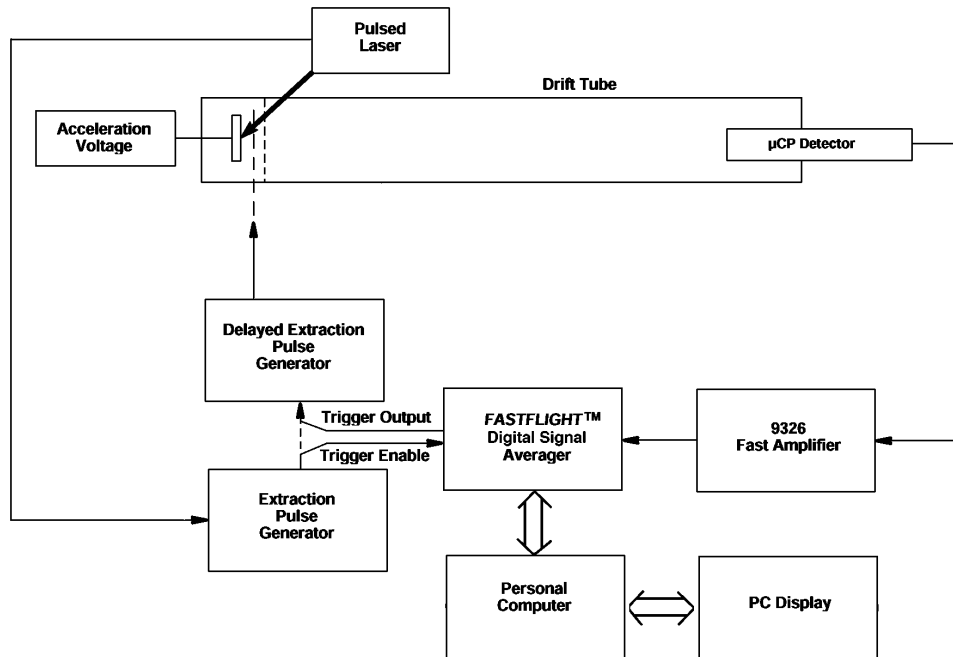 Pulsed
Laser
Drift Tube
Acceleration
Voltage
µCP Detector
Delayed Extraction
Pulse
Generator
Trigger Output
Trigger Enable
FASTFLIGHT™
Digital Signal
Averager
9326
Fast Amplifier
Extraction
Pulse
Generator
Personal
Computer
PC Display